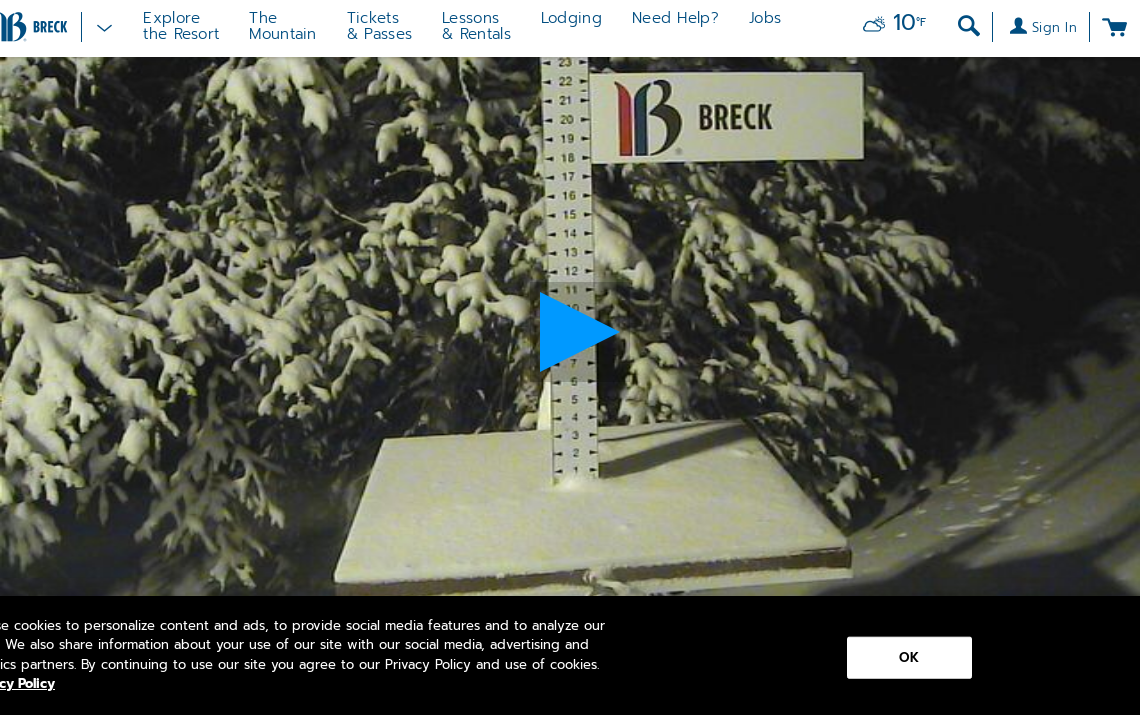 BRECK
Explore
the Resort
The
Mountain
Tickets
& Passes
Lessons
& Rentals
Lodging
Need Help?
Jobs
10°F
Sign In
23
22
21
20
19
18
17
16
15
14
13
12
11
10
7
6
5
4
3
2
1
B BRECK
se cookies to personalize content and ads, to provide social media features and to analyze our
We also share information about your use of our site with our social media, advertising and
ics partners. By continuing to use our site you agree to our Privacy Policy and use of cookies.
cy Policy
OK